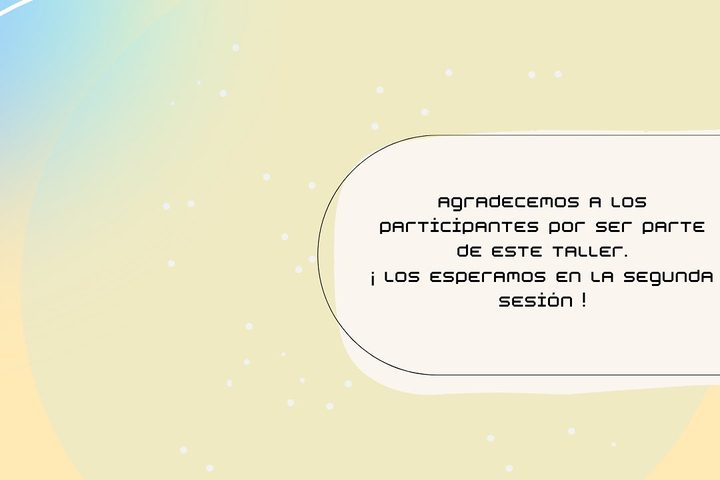 Agradecemos a los
participantes por ser parte
de este taller.
¡ Los esperamos en la segunda
sesión !